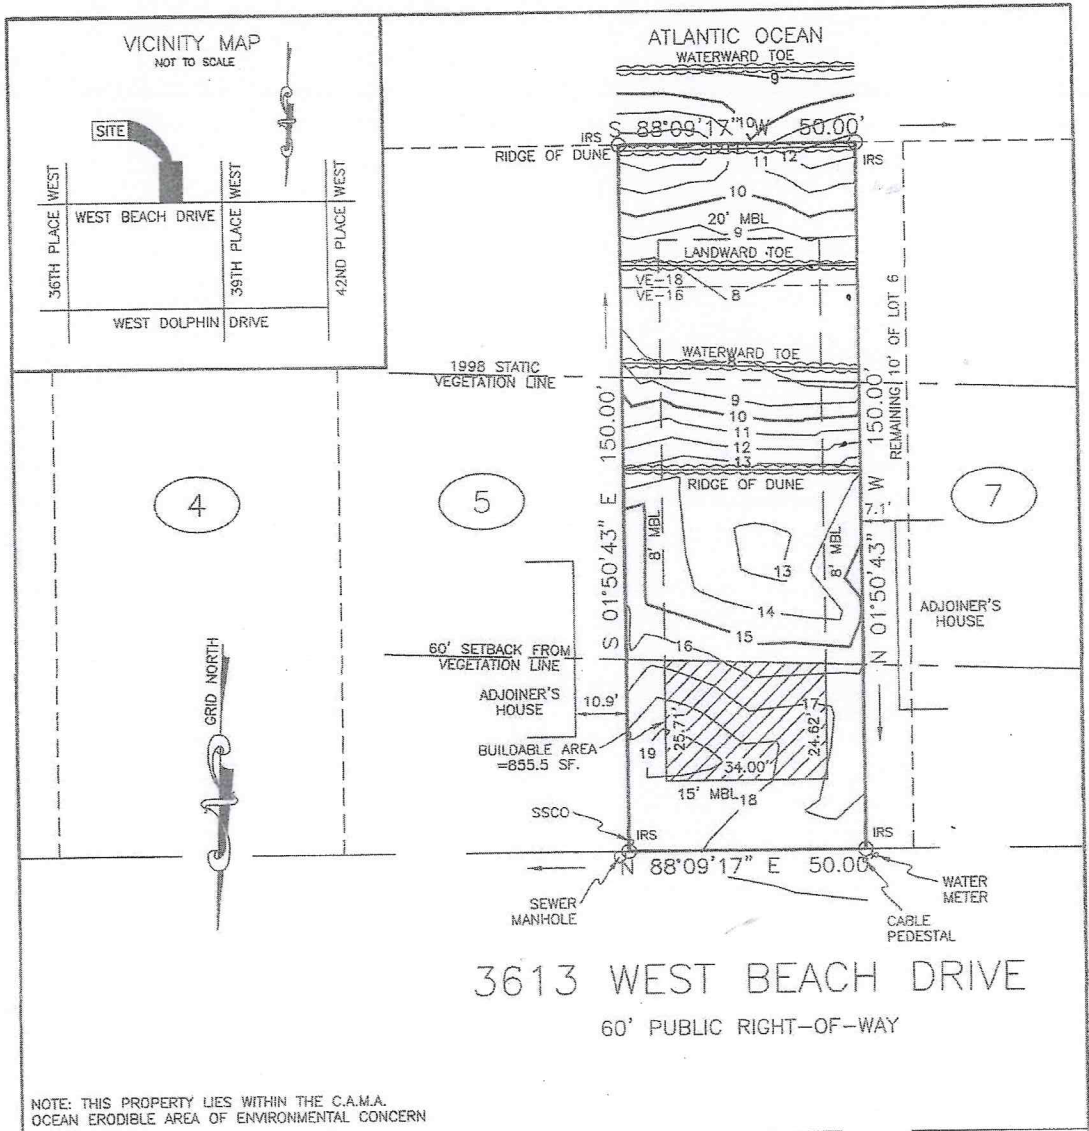 VICINITY MAP
NOT TO SCALE
SITE
36TH PLACE WEST
WEST BEACH DRIVE
39TH PLACE WEST
42ND PLACE WEST
WEST DOLPHIN DRIVE
ATLANTIC OCEAN
WATERWARD TOE
9
10
S 88°09'17" W 50.00'
IRS
IRS
RIDGE OF DUNE
11
12
10
20' MBL
9
LANDWARD TOE
VE-18
VE-16
8
REMAINING 10' OF LOT 6
WATERWARD TOE
8
1998 STATIC
VEGETATION LINE
9
10
11
12
13
RIDGE OF DUNE
S 01°50'43" E 150.00'
N 01°50'43" W 150.00'
4
5
7
7.1'
8' MBL
8' MBL
13
14
15
16
ADJOINER'S
HOUSE
60' SETBACK FROM
VEGETATION LINE
ADJOINER'S
HOUSE
10.9'
GRID NORTH
BUILDABLE AREA
=855.5 SF.
17
25.71'
24.62'
19
34.00'
15' MBL
18
SSCO
IRS
IRS
N 88°09'17" E 50.00'
SEWER
MANHOLE
WATER
METER
CABLE
PEDESTAL
3613 WEST BEACH DRIVE
60' PUBLIC RIGHT-OF-WAY
NOTE: THIS PROPERTY LIES WITHIN THE C.A.M.A.
OCEAN ERODIBLE AREA OF ENVIRONMENTAL CONCERN